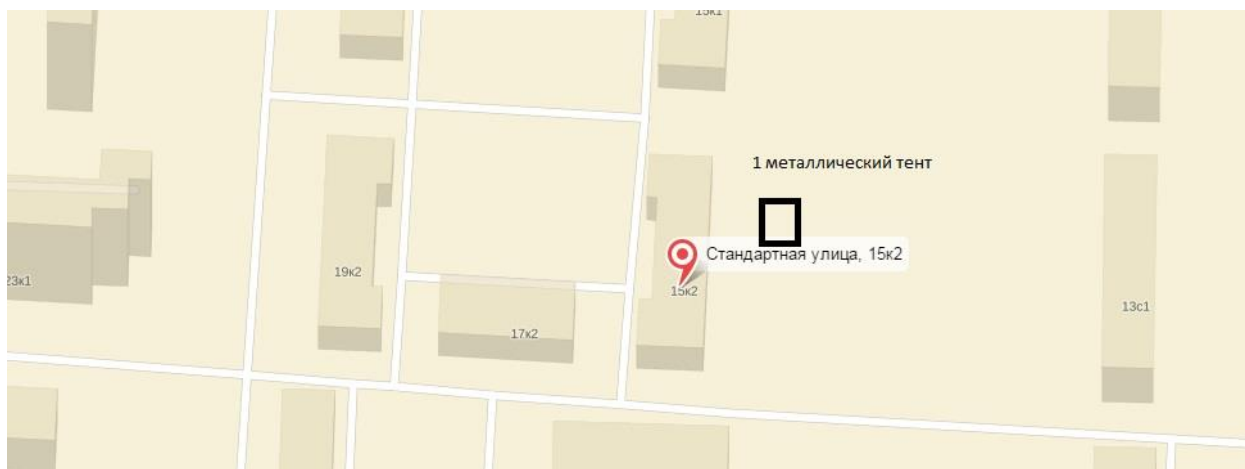 15к1
1 металлический тент
Стандартная улица, 15к2
19к2
23к1
15к2
13с1
17к2